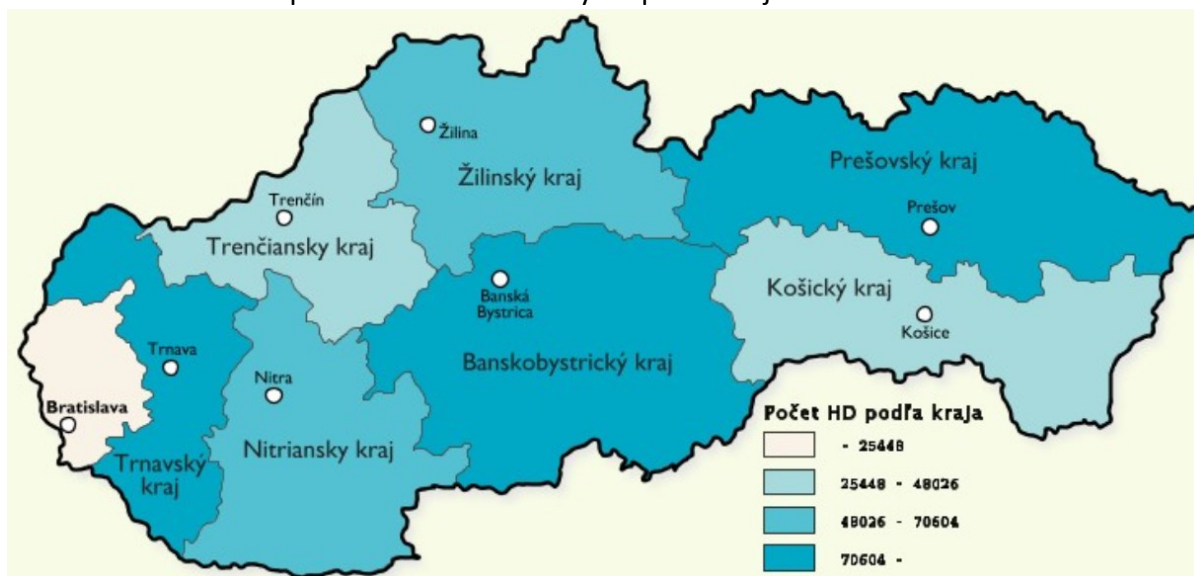 Žilina
Žilinský kraj
Prešovský kraj
Prešov
Trenčín
Trenčiansky kraj
Banská
Bystrica
Košický kraj
Košice
Trnava
Banskobystrický kraj
Nitra
Bratislava
Trnavský
kraj
Nitriansky kraj
Počet HD podľa kraja
- 25448
25448 - 48026
48026 - 70604
70604 -